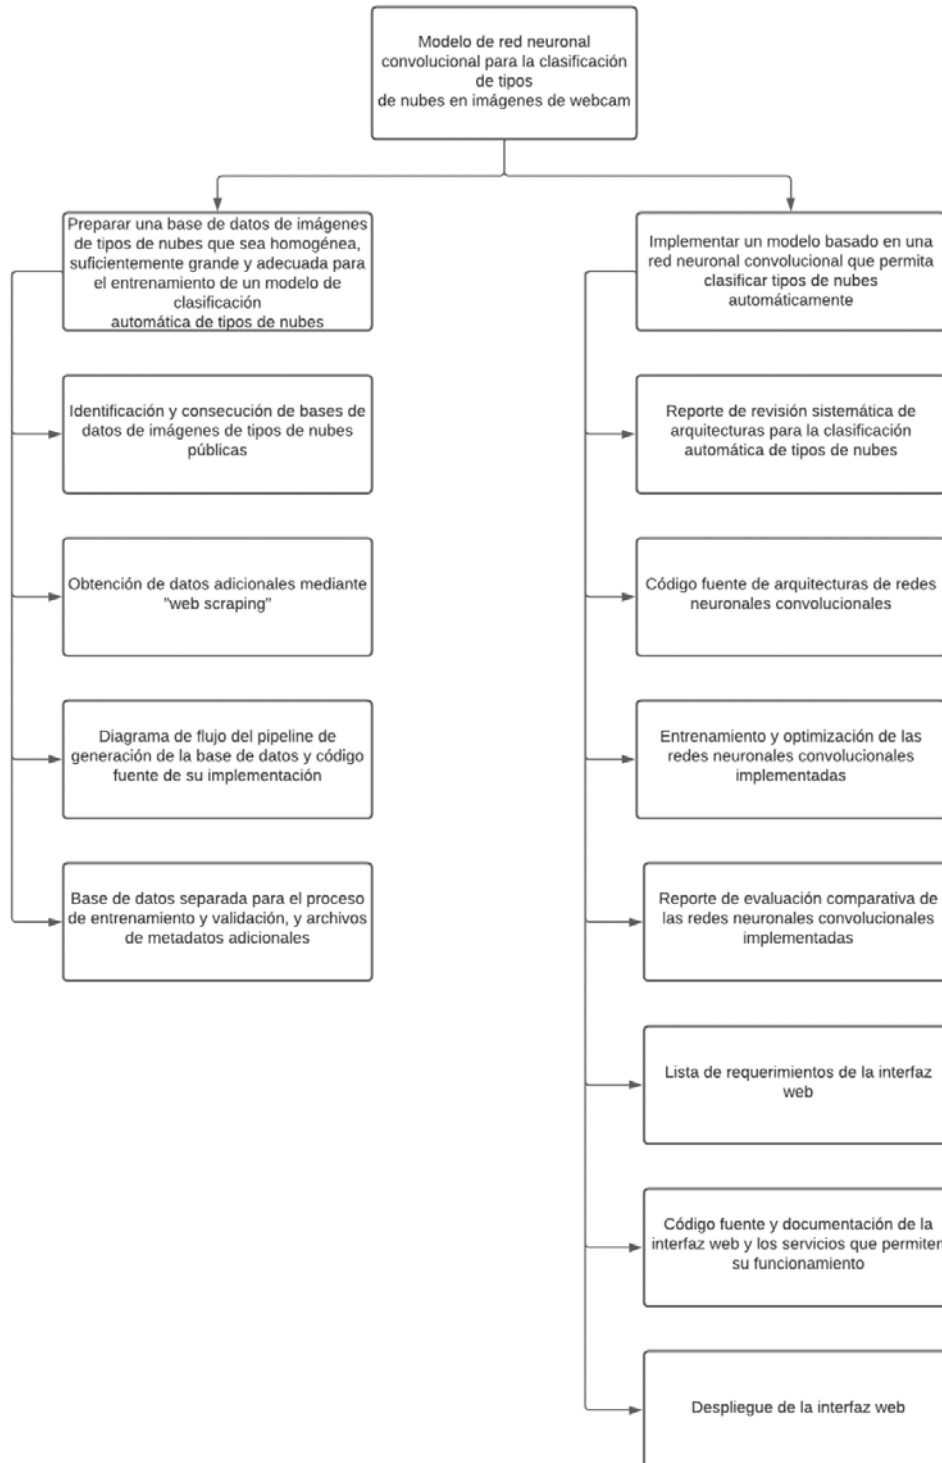 Modelo de red neuronal
convolucional para la clasificación
de tipos
de nubes en imágenes de webcam
Preparar una base de datos de imágenes
de tipos de nubes que sea homogénea,
suficientemente grande y adecuada para
el entrenamiento de un modelo de
clasificación
automática de tipos de nubes
Identificación y consecución de bases de
datos de imágenes de tipos de nubes
públicas
Obtención de datos adicionales mediante
"web scraping"
Diagrama de flujo del pipeline de
generación de la base de datos y código
fuente de su implementación
Base de datos separada para el proceso
de entrenamiento y validación, y archivos
de metadatos adicionales
Implementar un modelo basado en una
red neuronal convolucional que permita
clasificar tipos de nubes
automáticamente
Reporte de revisión sistemática de
arquitecturas para la clasificación
automática de tipos de nubes
Código fuente de arquitecturas de redes
neuronales convolucionales
Entrenamiento y optimización de las
redes neuronales convolucionales
implementadas
Reporte de evaluación comparativa de
las redes neuronales convolucionales
implementadas
Lista de requerimientos de la interfaz
web
Código fuente y documentación de la
interfaz web y los servicios que permiten
su funcionamiento
Despliegue de la interfaz web